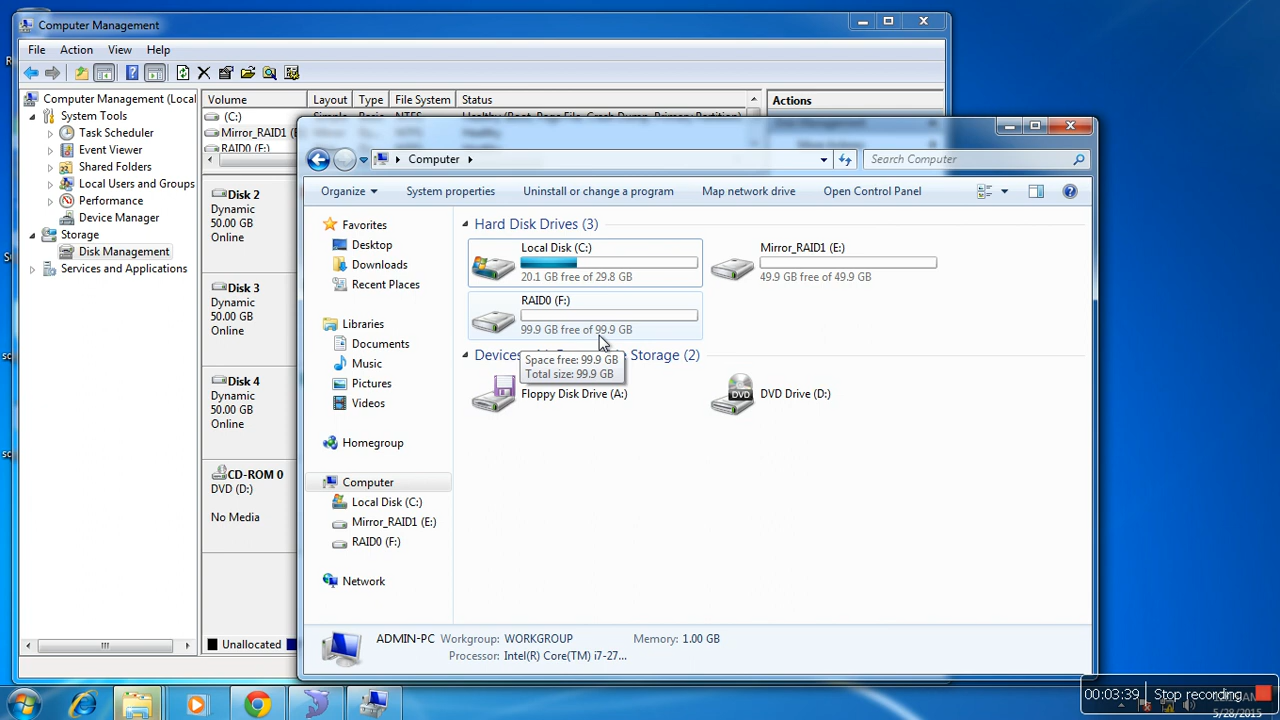 Computer Management
File Action View Help
Computer Management (Local
System Tools
Task Scheduler
Event Viewer
Shared Folders
Local Users and Groups
Performance
Device Manager
Storage
Disk Management
Services and Applications
Volume Layout Type File System Status
(C:)
Mirror_RAID1 (E
RAID0 (F:)
Actions
Disk 2
Dynamic
50.00 GB
Online
Disk 3
Dynamic
50.00 GB
Online
Disk 4
Dynamic
50.00 GB
Online
CD-ROM 0
DVD (D:)
No Media
Unallocated
Computer
Search Computer
Organize System properties Uninstall or change a program Map network drive Open Control Panel
Favorites
Desktop
Downloads
Recent Places
Libraries
Documents
Music
Pictures
Videos
Homegroup
Computer
Local Disk (C:)
Mirror_RAID1 (E:)
RAID0 (F:)
Network
Hard Disk Drives (3)
Local Disk (C:)
20.1 GB free of 29.8 GB
Mirror_RAID1 (E:)
49.9 GB free of 49.9 GB
RAID0 (F:)
99.9 GB free of 99.9 GB
Devices Storage (2)
Space free: 99.9 GB
Total size: 99.9 GB
Floppy Disk Drive (A:)
DVD Drive (D:)
DVD
ADMIN-PC Workgroup: WORKGROUP Memory: 1.00 GB
Processor: Intel(R) Core(TM) i7-27...
00:03:39 Stop recording
5/28/2015